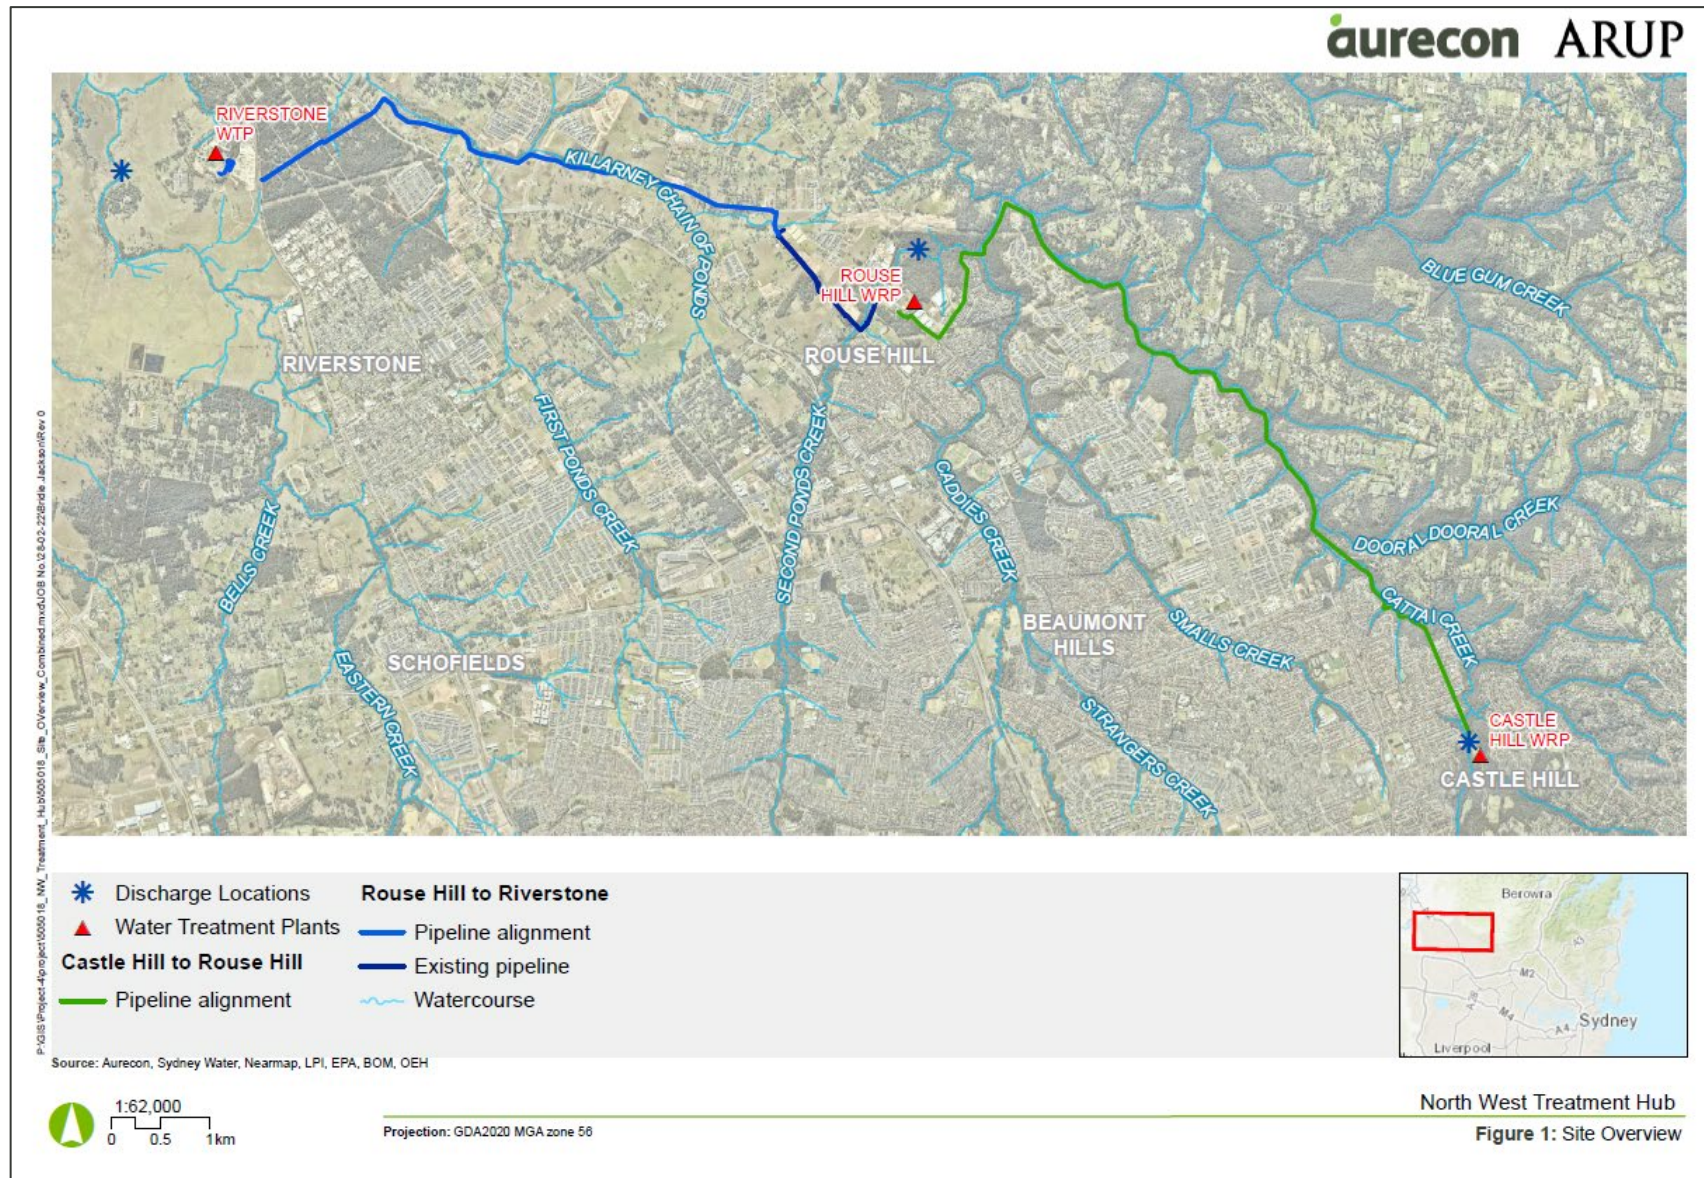 aurecon ARUP
RIVERSTONE
WTP
KILLARNEY CHAIN OF PONDS
ROUSE
HILL WRP
BLUE GUM CREEK
RIVERSTONE
ROUSE HILL
FIRST PONDS CREEK
SECOND PONDS CREEK
CADDIES CREEK
DOORAL DOORAL CREEK
BELLS CREEK
CATTAI CREEK
BEAUMONT
HILLS
SMALLS CREEK
SCHOFIELDS
EASTERN CREEK
STRANGERS CREEK
CASTLE
HILL WRP
CASTLE HILL
Discharge Locations
Water Treatment Plants
Castle Hill to Rouse Hill
Pipeline alignment
Rouse Hill to Riverstone
Pipeline alignment
Existing pipeline
Watercourse
Berowra
A3
M2
A28
M4
A4
Sydney
Liverpool
Source: Aurecon, Sydney Water, Nearmap, LPI, EPA, BOM, OEH
1:62,000
0 0.5 1km
Projection: GDA2020 MGA zone 56
North West Treatment Hub
Figure 1: Site Overview